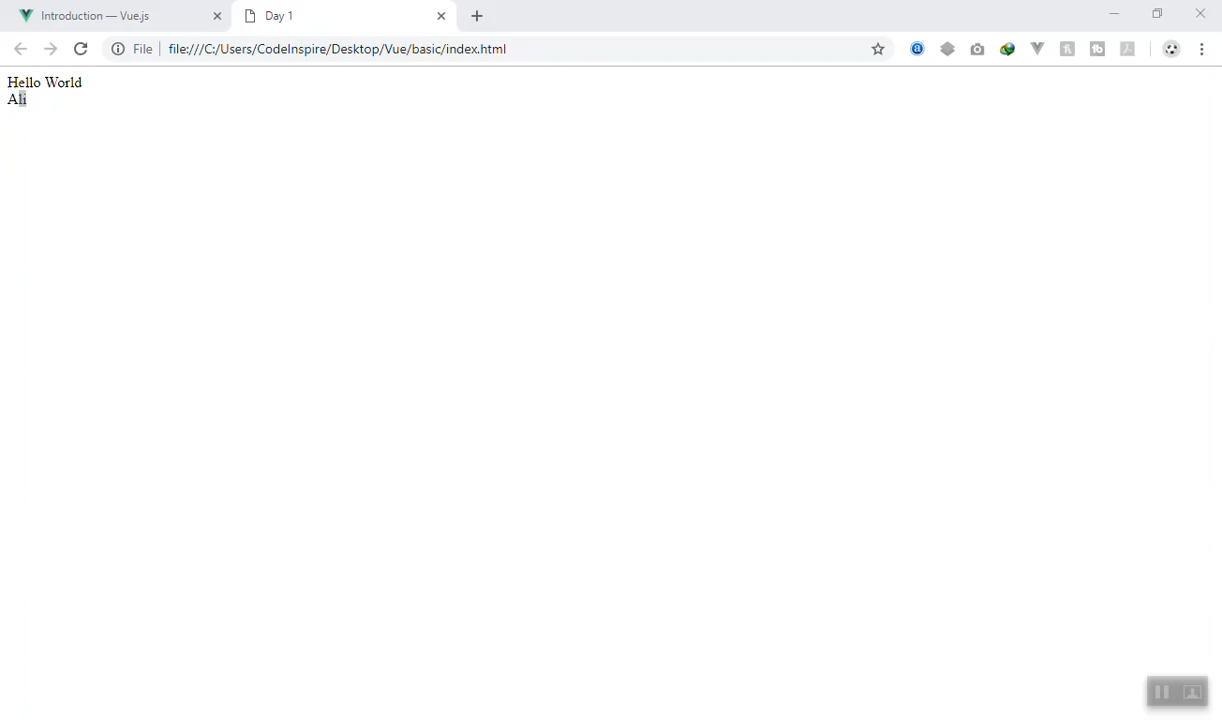 Introduction — Vue.js
Day 1
File
file:///C:/Users/CodeInspire/Desktop/Vue/basic/index.html
Hello World
Ali